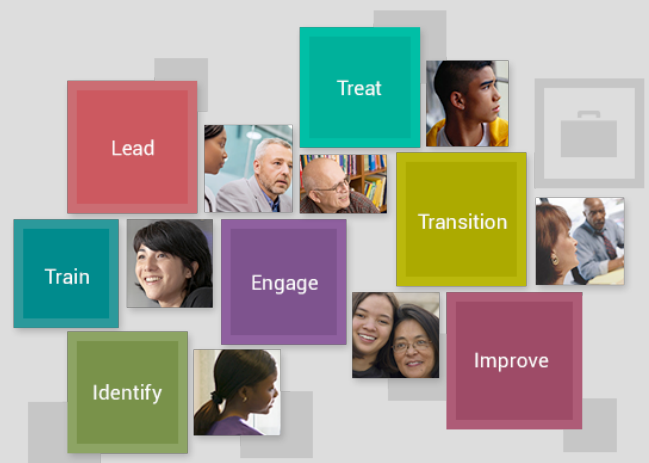 Treat
Lead
Transition
Train
Engage
Improve
Identify